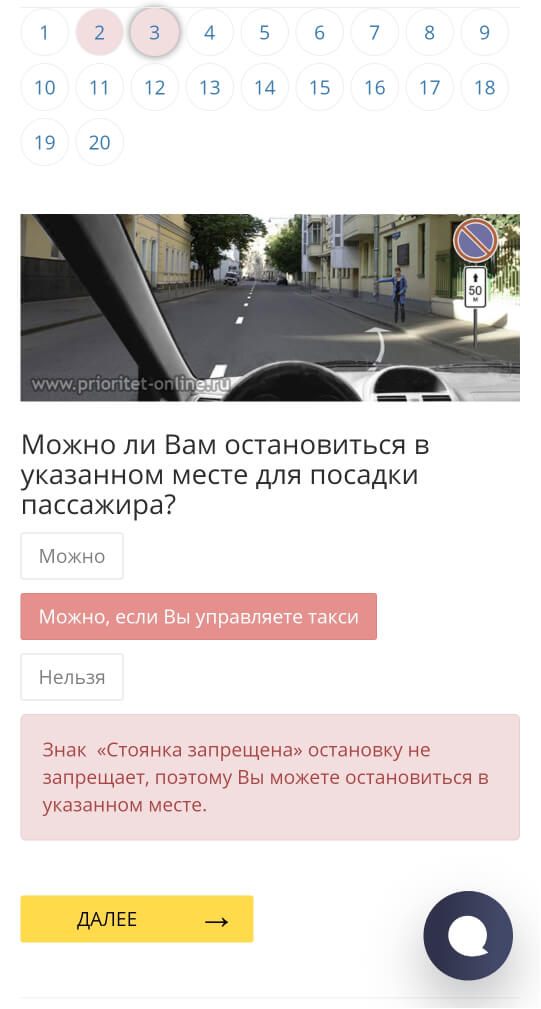 1 2 3 4 5 6 7 8 9
10 11 12 13 14 15 16 17 18
19 20
50
м
www.prioritet-online.ru
Можно ли Вам остановиться в
указанном месте для посадки
пассажира?
Можно
Можно, если Вы управляете такси
Нельзя
Знак «Стоянка запрещена» остановку не
запрещает, поэтому Вы можете остановиться в
указанном месте.
ДАЛЕЕ →